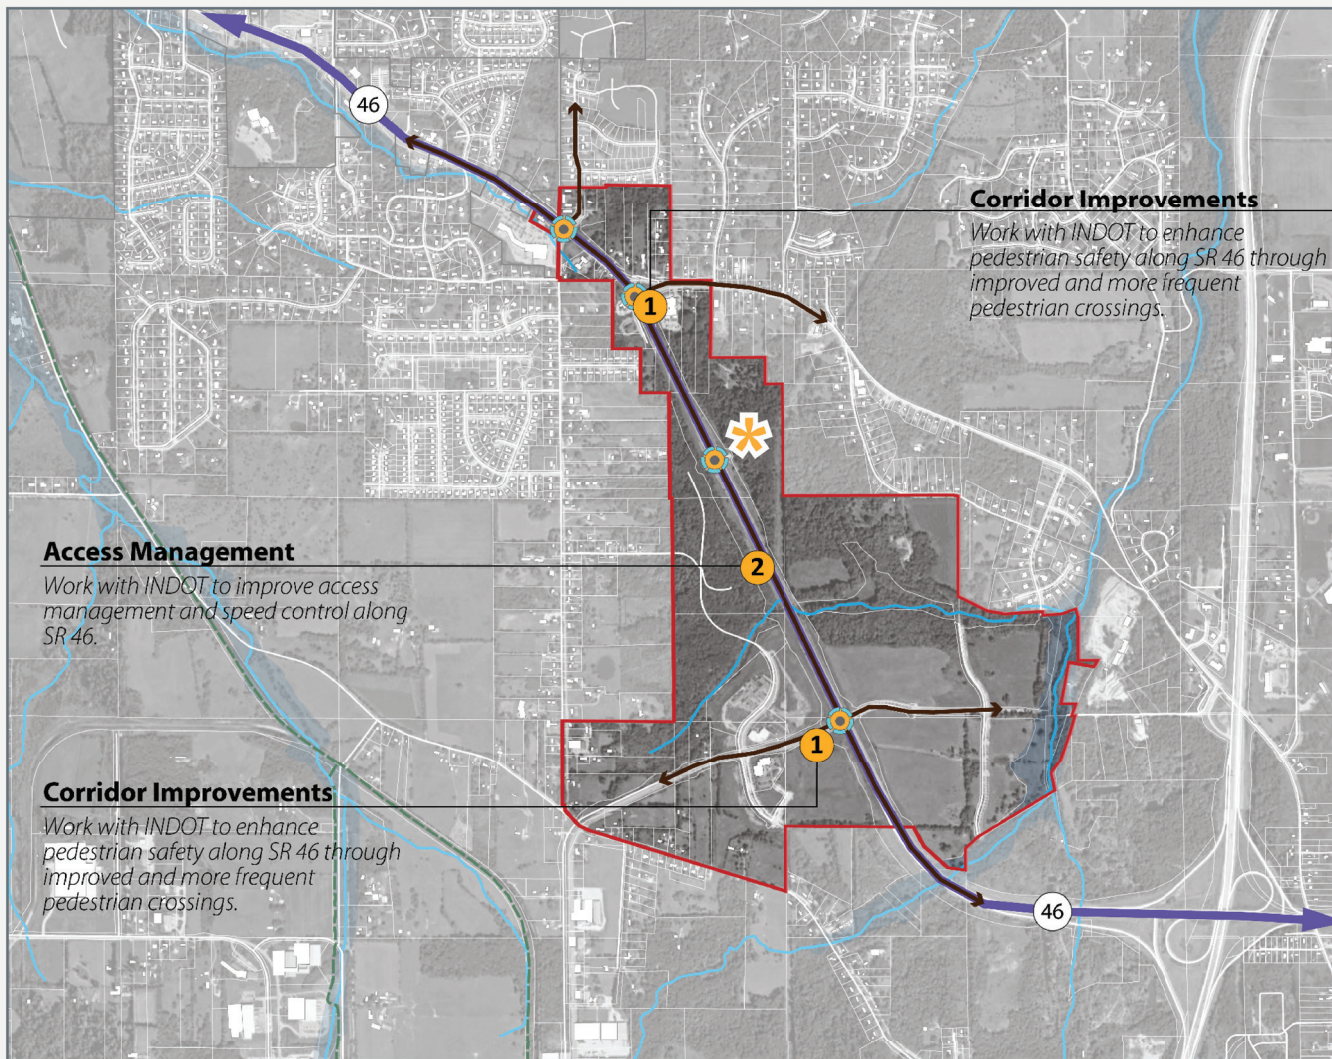 46
Corridor Improvements
Work with INDOT to enhance
pedestrian safety along SR 46 through
improved and more frequent
pedestrian crossings.
1
*
Access Management
Work with INDOT to improve access
management and speed control along
SR 46.
2
1
Corridor Improvements
Work with INDOT to enhance
pedestrian safety along SR 46 through
improved and more frequent
pedestrian crossings.
46